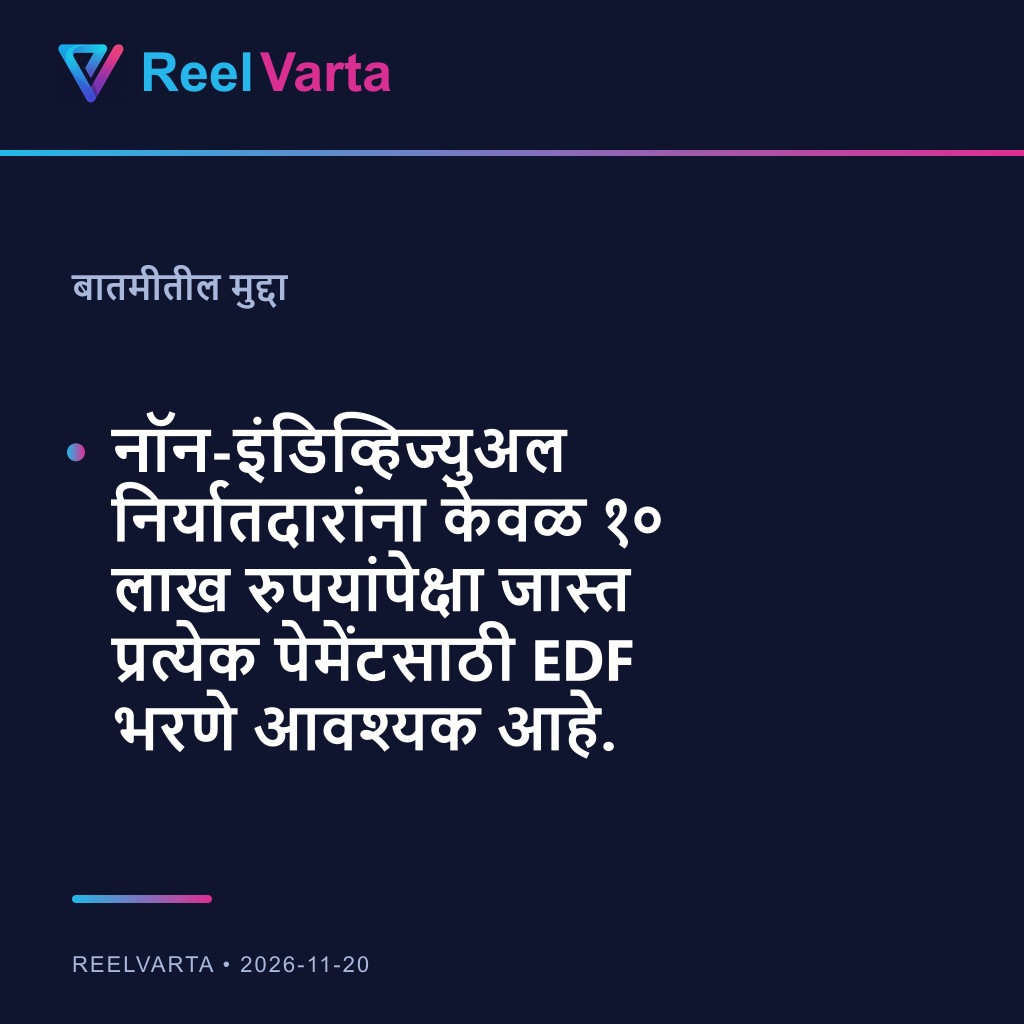 Reel Varta
बातमीतील मुद्दा
• नॉन-इंडिव्हिज्युअल
निर्यातदारांना केवळ १०
लाख रुपयांपेक्षा जास्त
प्रत्येक पेमेंटसाठी EDF
भरणे आवश्यक आहे.
REELVARTA • 2026-11-20